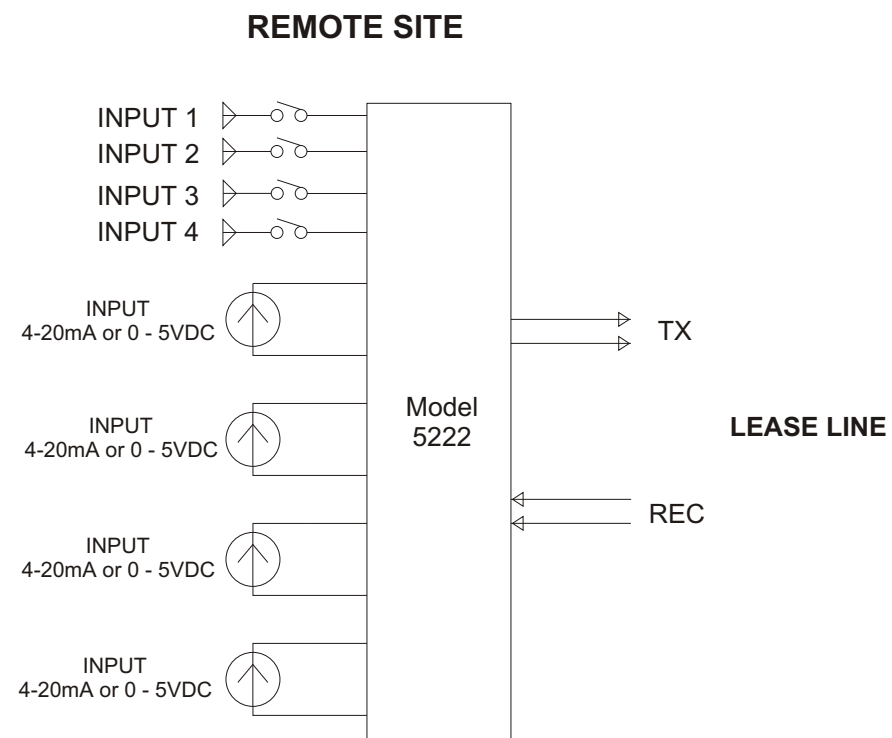 REMOTE SITE
INPUT 1
INPUT 2
INPUT 3
INPUT 4
INPUT
4-20mA or 0 - 5VDC
INPUT
4-20mA or 0 - 5VDC
INPUT
4-20mA or 0 - 5VDC
INPUT
4-20mA or 0 - 5VDC
Model
5222
TX
REC
LEASE LINE